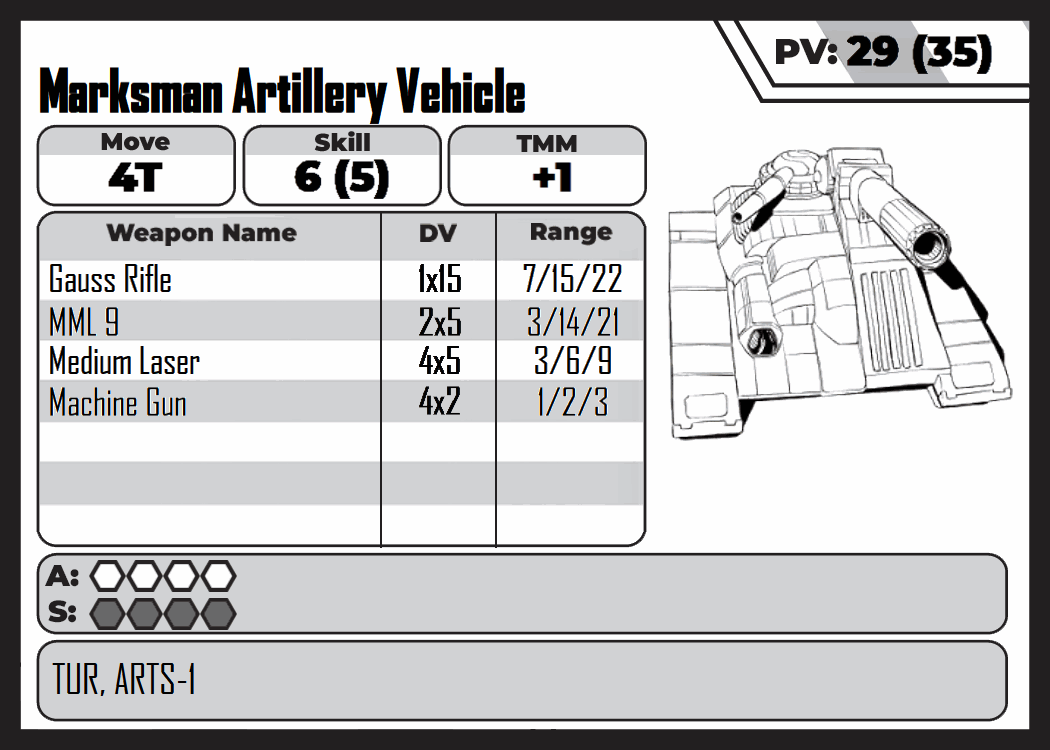 PV: 29 (35)
Marksman Artillery Vehicle
Move Skill TMM
4T 6 (5) +1
Weapon Name DV Range
Gauss Rifle 1x15 7/15/22
MML 9 2x5 3/14/21
Medium Laser 4x5 3/6/9
Machine Gun 4x2 1/2/3
A:
S:
TUR, ARTS-1